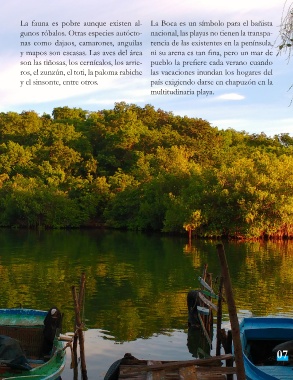 La fauna es pobre aunque existen al-
gunos róbalos. Otras especies autócto-
nas como dajaos, camarones, anguilas
y mapos son escasas. Las aves del área
son las tiñosas, los cernícalos, los arrie-
ros, el zunzún, el totí, la paloma rabiche
y el sinsonte, entre otros.
La Boca es un símbolo para el bañista
nacional, las playas no tienen la transpa-
rencia de las existentes en la península,
ni su arena es tan fina, pero un mar de
pueblo la prefiere cada verano cuando
las vacaciones inundan los hogares del
país exigiendo darse en chapuzón en la
multitudinaria playa.
07